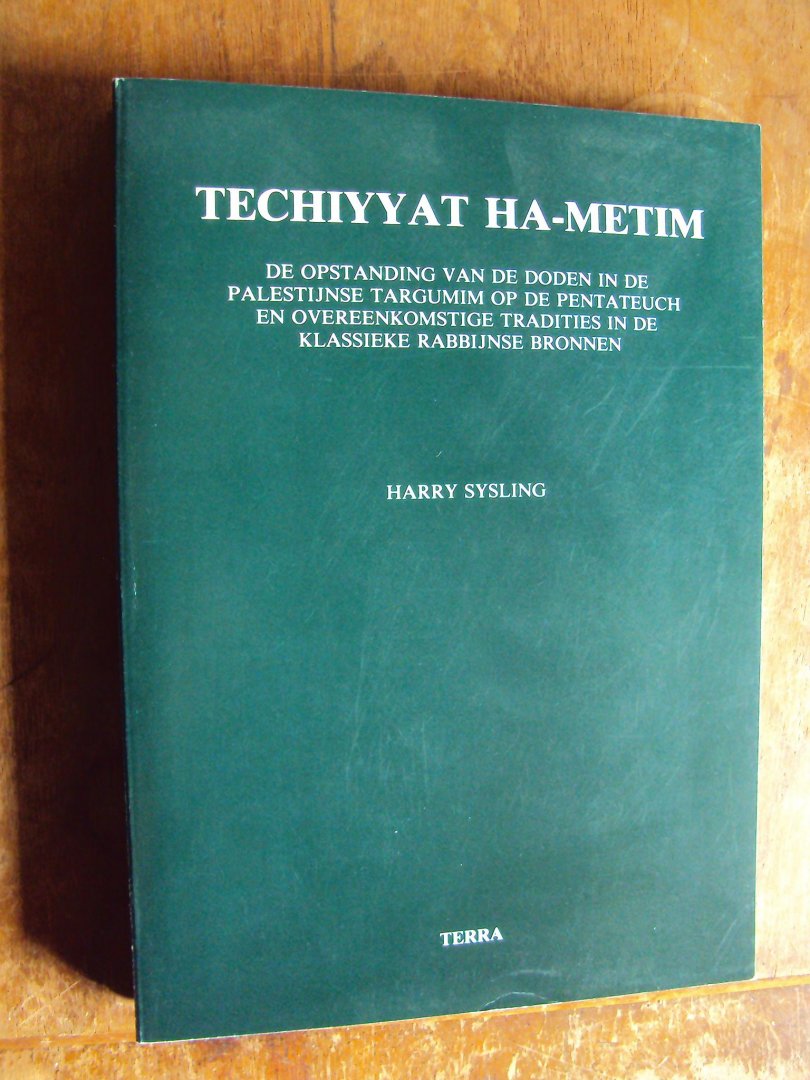 TECHIYYAT HA-METIM
DE OPSTANDING VAN DE DODEN IN DE
PALESTIJNSE TARGUMIM OP DE PENTATEUCH
EN OVEREENKOMSTIGE TRADITIES IN DE
KLASSIEKE RABBIJNSE BRONNEN
HARRY SYSLING
TERRA